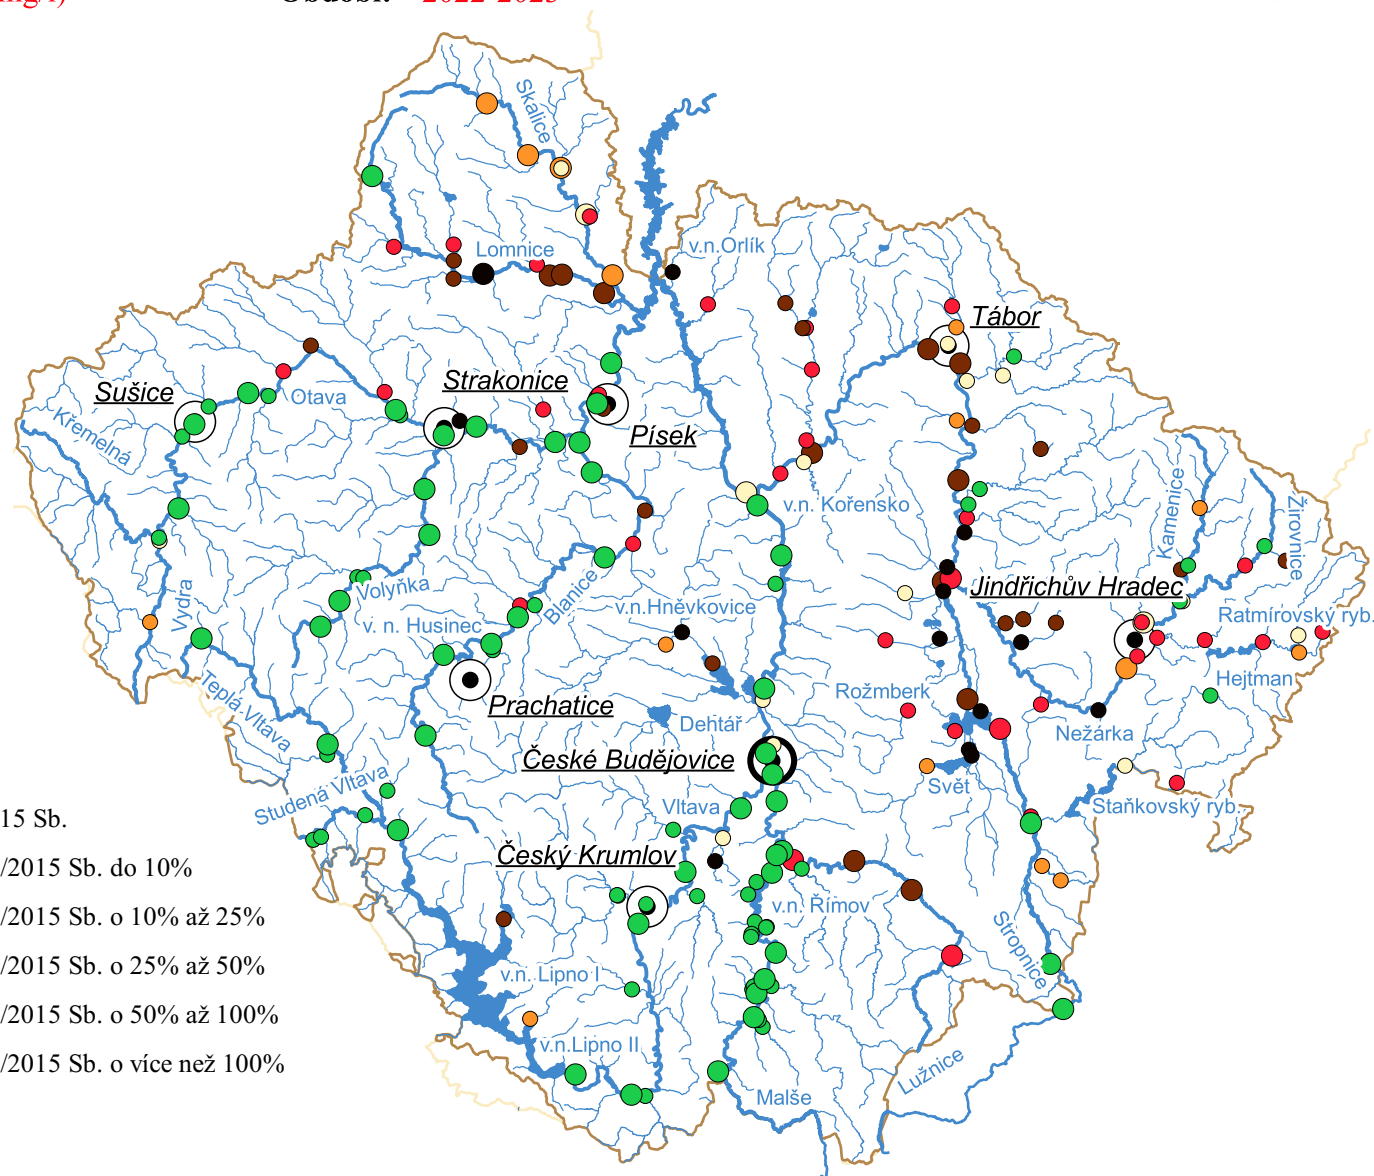 mg/l)
Období: 2022-2023
Skalice
Lomnice
v.n.Orlík
Tábor
Sušice
Otava
Strakonice
Písek
Křemelná
v.n. Kořensko
Kamenice
Žirovnice
Vydra
Volyňka
Blanice
v.n.Hněvkovice
Jindřichův Hradec
v. n. Husinec
Ratmírovský ryb.
Teplá Vltava
Prachatice
Dehtář
Rožmberk
Hejtman
Nežárka
České Budějovice
Studená Vltava
Vltava
Svět
Staňkovský ryb.
15 Sb.
/2015 Sb. do 10%
/2015 Sb. o 10% až 25%
/2015 Sb. o 25% až 50%
/2015 Sb. o 50% až 100%
/2015 Sb. o více než 100%
Český Krumlov
v.n. Římov
Stropnice
v.n. Lipno I
v.n.Lipno II
Malše
Lužnice